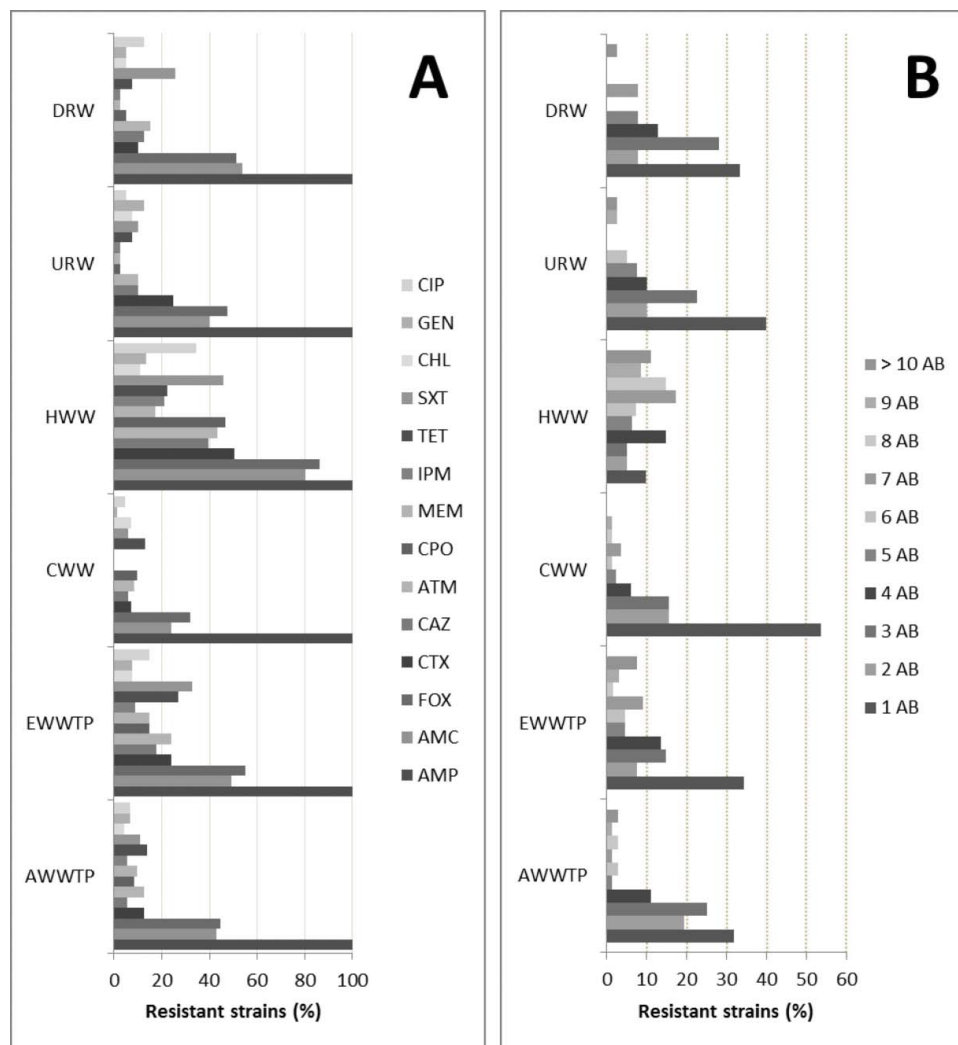 A
DRW
URW
HWW
CWW
EWWTP
AWWTP
0 20 40 60 80 100
Resistant strains (%)
CIP
GEN
CHL
SXT
TET
IPM
MEM
CPO
ATM
CAZ
CTX
FOX
AMC
AMP
B
DRW
URW
HWW
CWW
EWWTP
AWWTP
0 10 20 30 40 50 60
Resistant strains (%)
> 10 AB
9 AB
8 AB
7 AB
6 AB
5 AB
4 AB
3 AB
2 AB
1 AB